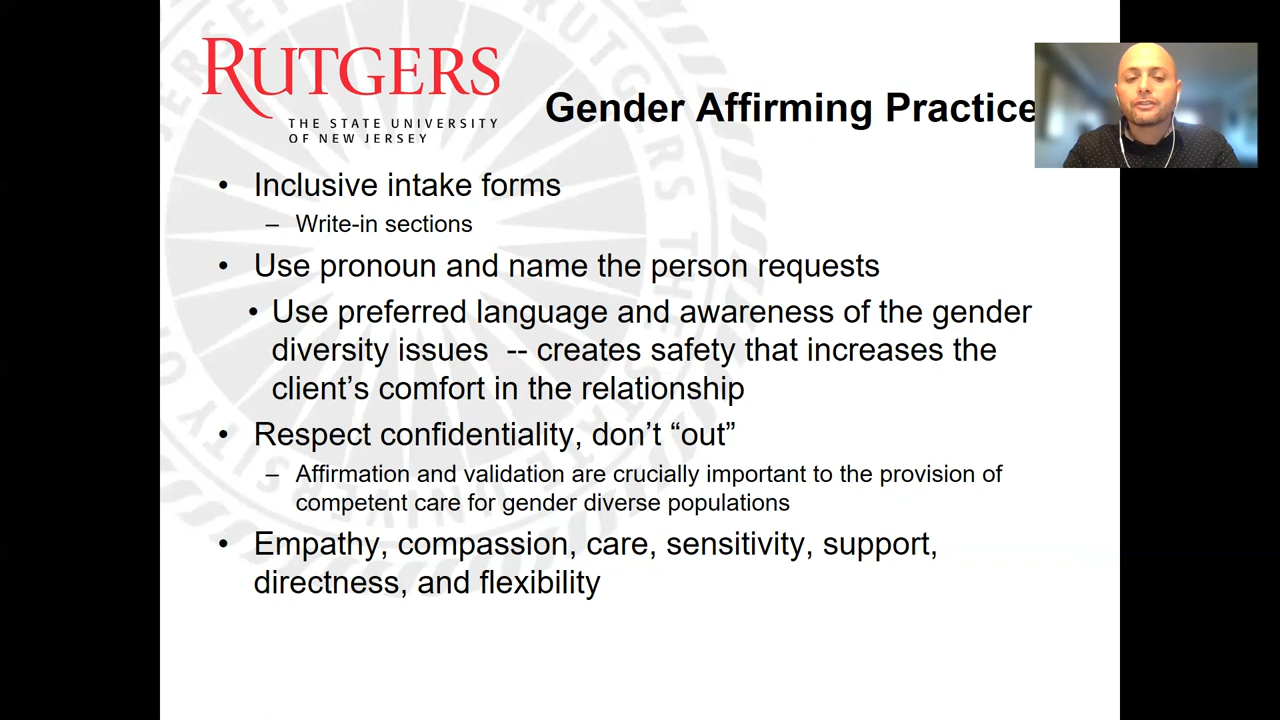 RUTGERS
THE STATE UNIVERSITY
OF NEW JERSEY
Gender Affirming Practice
• Inclusive intake forms
– Write-in sections
• Use pronoun and name the person requests
• Use preferred language and awareness of the gender
diversity issues -- creates safety that increases the
client’s comfort in the relationship
• Respect confidentiality, don’t “out”
– Affirmation and validation are crucially important to the provision of
competent care for gender diverse populations
• Empathy, compassion, care, sensitivity, support,
directness, and flexibility